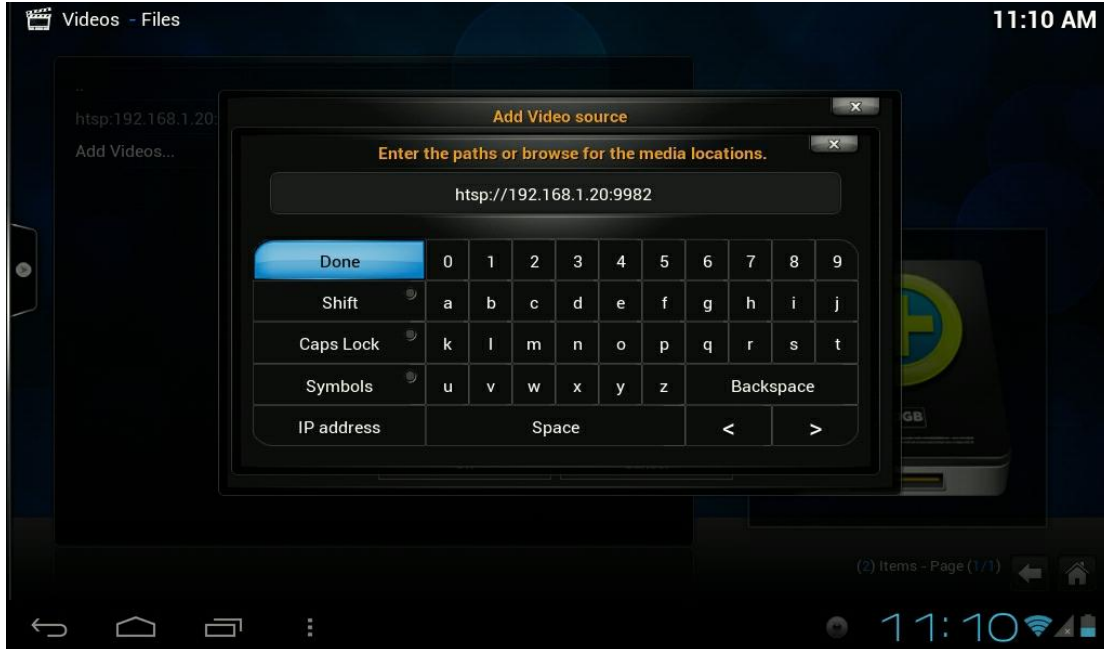 Videos - Files
11:10 AM
..
htsp:192.168.1.20:
Add Videos...
Add Video source
Enter the paths or browse for the media locations.
htsp://192.168.1.20:9982
Done 0 1 2 3 4 5 6 7 8 9
Shift a b c d e f g h i j
Caps Lock k l m n o p q r s t
Symbols u v w x y z Backspace
IP address Space < >
GB
(2) Items - Page (1/1)
11:10